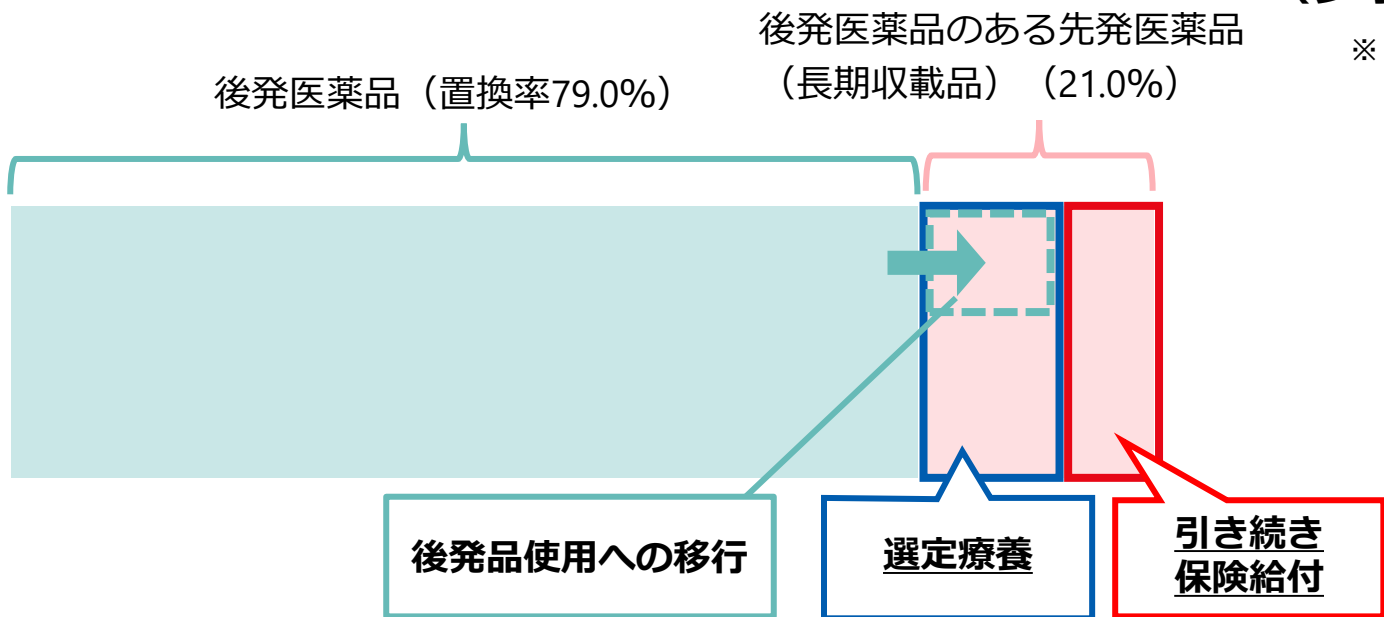 後発医薬品のある先発医薬品
（長期収載品）（21.0%）
※
後発医薬品（置換率79.0%）
後発品使用への移行
選定療養
引き続き
保険給付